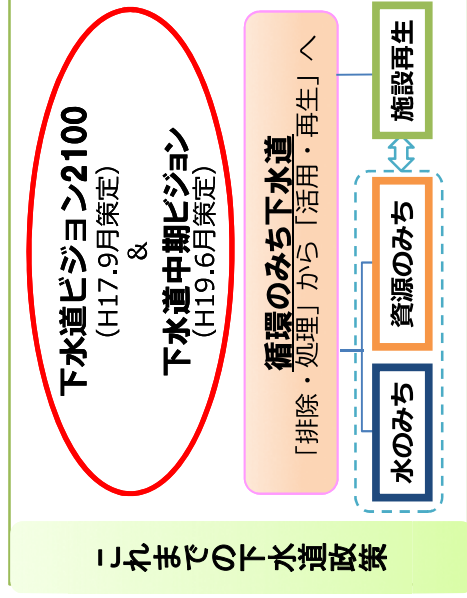 これまでの下水道政策
下水道ビジョン2100
(H17.9月策定)
&
下水道中期ビジョン
(H19.6月策定)
循環のみち下水道
「排除・処理」から「活用・再生」へ
水のみち
資源のみち
施設再生